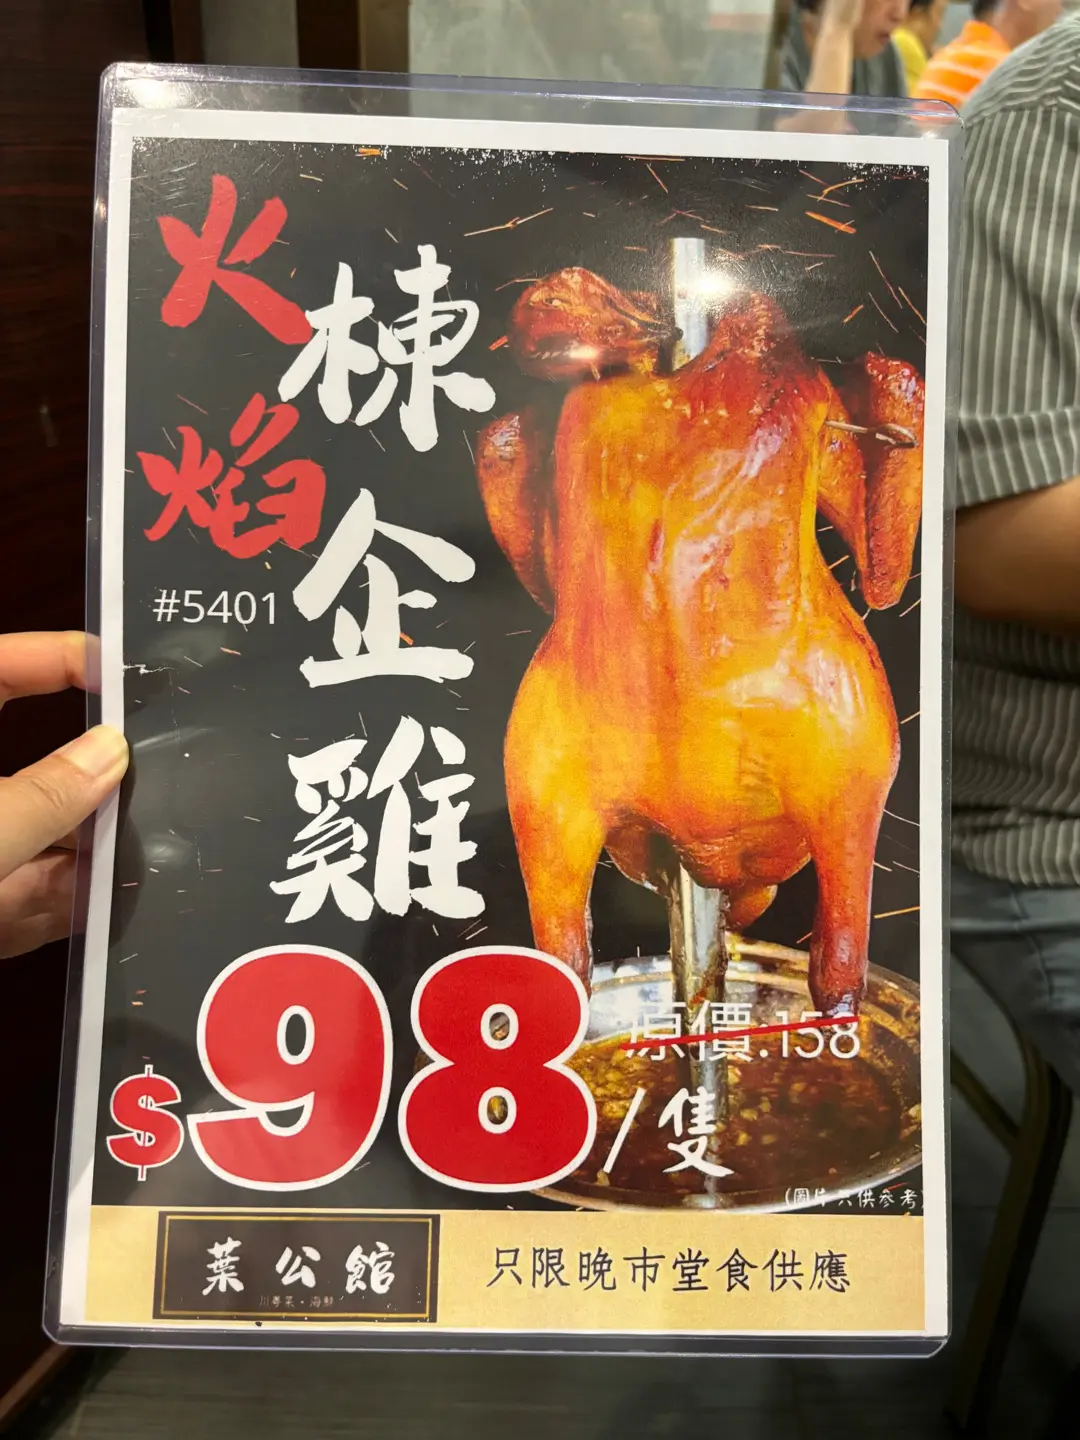 火焰
棟企雞
#5401
$98/隻
原價.158
(圖片只供參考
葉公館
川粵菜·海鮮
只限晚市堂食供應